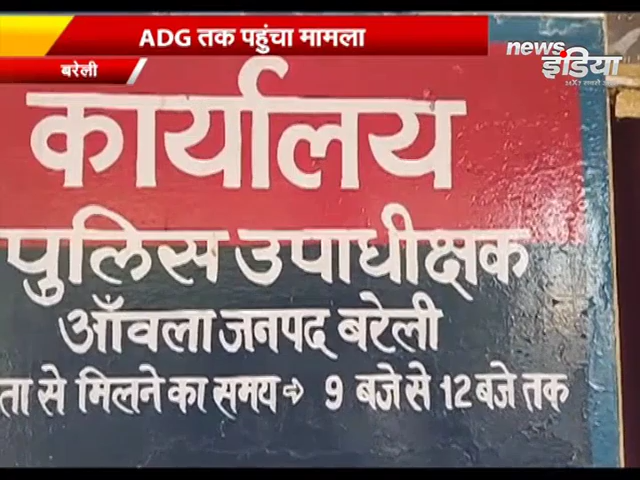 ADG तक पहुंचा मामला
बरेली
news
इंडिया
कार्यालय
पुलिस उपाधीक्षक
आँवला जनपद बरेली
ता से मिलने का समय→ 9 बजे से 12 बजे तक